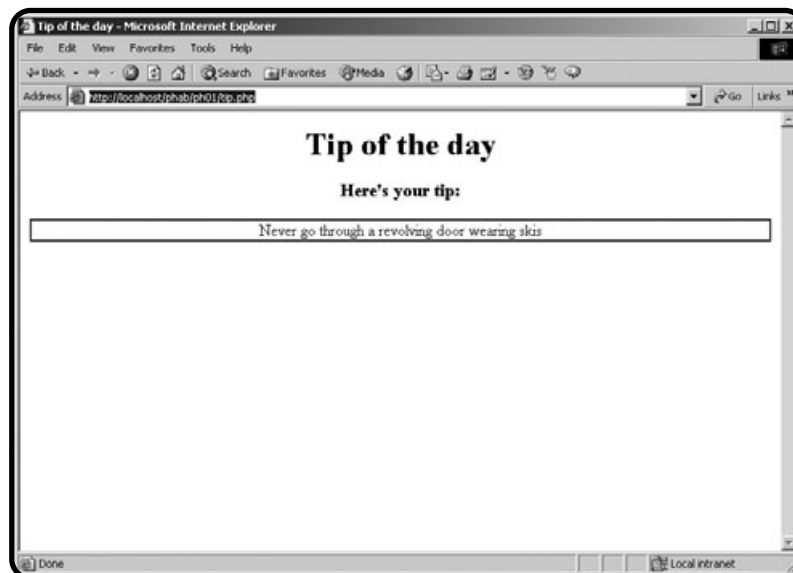 Tip of the day - Microsoft Internet Explorer
File Edit View Favorites Tools Help
Back Search Favorites Media
Address http://localhost/phab/ph01/tip.php Go Links »
Tip of the day
Here's your tip:
Never go through a revolving door wearing skis
Done Local intranet